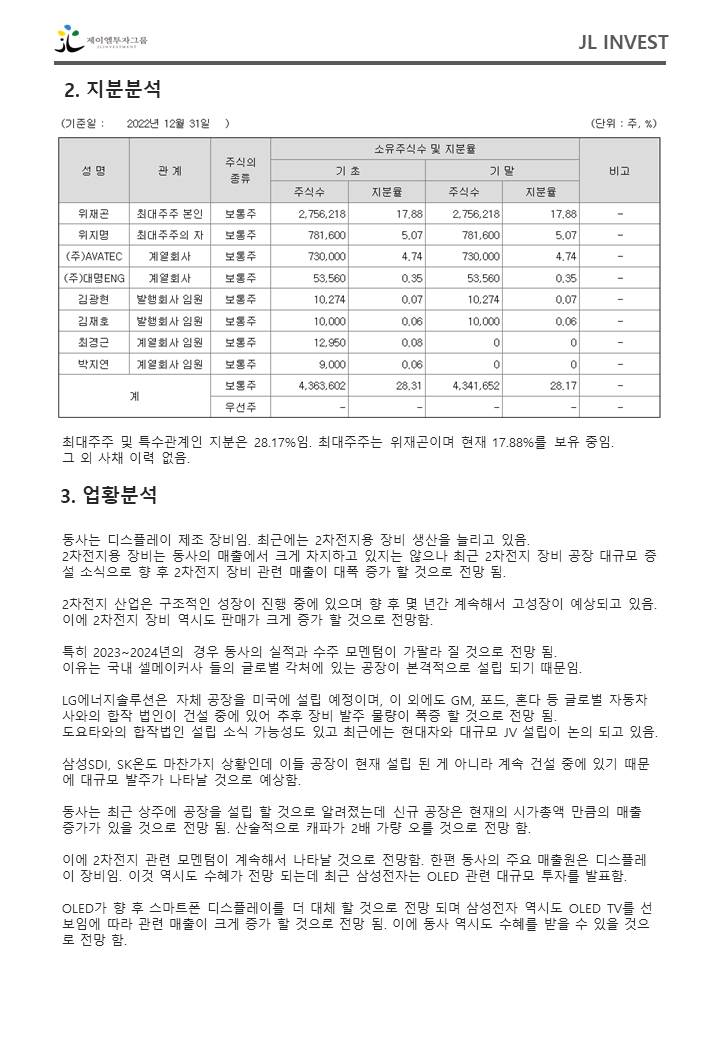 제이엘투자그룹
JLINVESTMENT
JL INVEST
2. 지분분석
(기준일 : 2022년 12월 31일 ) (단위 : 주, %)
성 명 관 계 주식의 종류 소유주식수 및 지분율 비고
기 초 기 말
주식수 지분율 주식수 지분율
위재곤 최대주주 본인 보통주 2,756,218 17.88 2,756,218 17.88 -
위지명 최대주주의 자 보통주 781,600 5.07 781,600 5.07 -
(주)AVATEC 계열회사 보통주 730,000 4.74 730,000 4.74 -
(주)대명ENG 계열회사 보통주 53,560 0.35 53,560 0.35 -
김광현 발행회사 임원 보통주 10,274 0.07 10,274 0.07 -
김재호 발행회사 임원 보통주 10,000 0.06 10,000 0.06 -
최경근 계열회사 임원 보통주 12,950 0.08 0 0 -
박지연 계열회사 임원 보통주 9,000 0.06 0 0 -
계 보통주 4,363,602 28.31 4,341,652 28.17 -
우선주 - - - - -
최대주주 및 특수관계인 지분은 28.17%임. 최대주주는 위재곤이며 현재 17.88%를 보유 중임.
그 외 사채 이력 없음.
3. 업황분석
동사는 디스플레이 제조 장비임. 최근에는 2차전지용 장비 생산을 늘리고 있음.
2차전지용 장비는 동사의 매출에서 크게 차지하고 있지는 않으나 최근 2차전지 장비 공장 대규모 증
설 소식으로 향 후 2차전지 장비 관련 매출이 대폭 증가 할 것으로 전망 됨.
2차전지 산업은 구조적인 성장이 진행 중에 있으며 향 후 몇 년간 계속해서 고성장이 예상되고 있음.
이에 2차전지 장비 역시도 판매가 크게 증가 할 것으로 전망함.
특히 2023~2024년의 경우 동사의 실적과 수주 모멘텀이 가팔라 질 것으로 전망 됨.
이유는 국내 셀메이커사 들의 글로벌 각처에 있는 공장이 본격적으로 설립 되기 때문임.
LG에너지솔루션은 자체 공장을 미국에 설립 예정이며, 이 외에도 GM, 포드, 혼다 등 글로벌 자동차
사와의 합작 법인이 건설 중에 있어 추후 장비 발주 물량이 폭증 할 것으로 전망 됨.
도요타와의 합작법인 설립 소식 가능성도 있고 최근에는 현대차와 대규모 JV 설립이 논의 되고 있음.
삼성SDI, SK온도 마찬가지 상황인데 이들 공장이 현재 설립 된 게 아니라 계속 건설 중에 있기 때문
에 대규모 발주가 나타날 것으로 예상함.
동사는 최근 상주에 공장을 설립 할 것으로 알려졌는데 신규 공장은 현재의 시가총액 만큼의 매출
증가가 있을 것으로 전망 됨. 산술적으로 캐파가 2배 가량 오를 것으로 전망 함.
이에 2차전지 관련 모멘텀이 계속해서 나타날 것으로 전망함. 한편 동사의 주요 매출원은 디스플레
이 장비임. 이것 역시도 수혜가 전망 되는데 최근 삼성전자는 OLED 관련 대규모 투자를 발표함.
OLED가 향 후 스마트폰 디스플레이를 더 대체 할 것으로 전망 되며 삼성전자 역시도 OLED TV를 선
보임에 따라 관련 매출이 크게 증가 할 것으로 전망 됨. 이에 동사 역시도 수혜를 받을 수 있을 것으
로 전망 함.